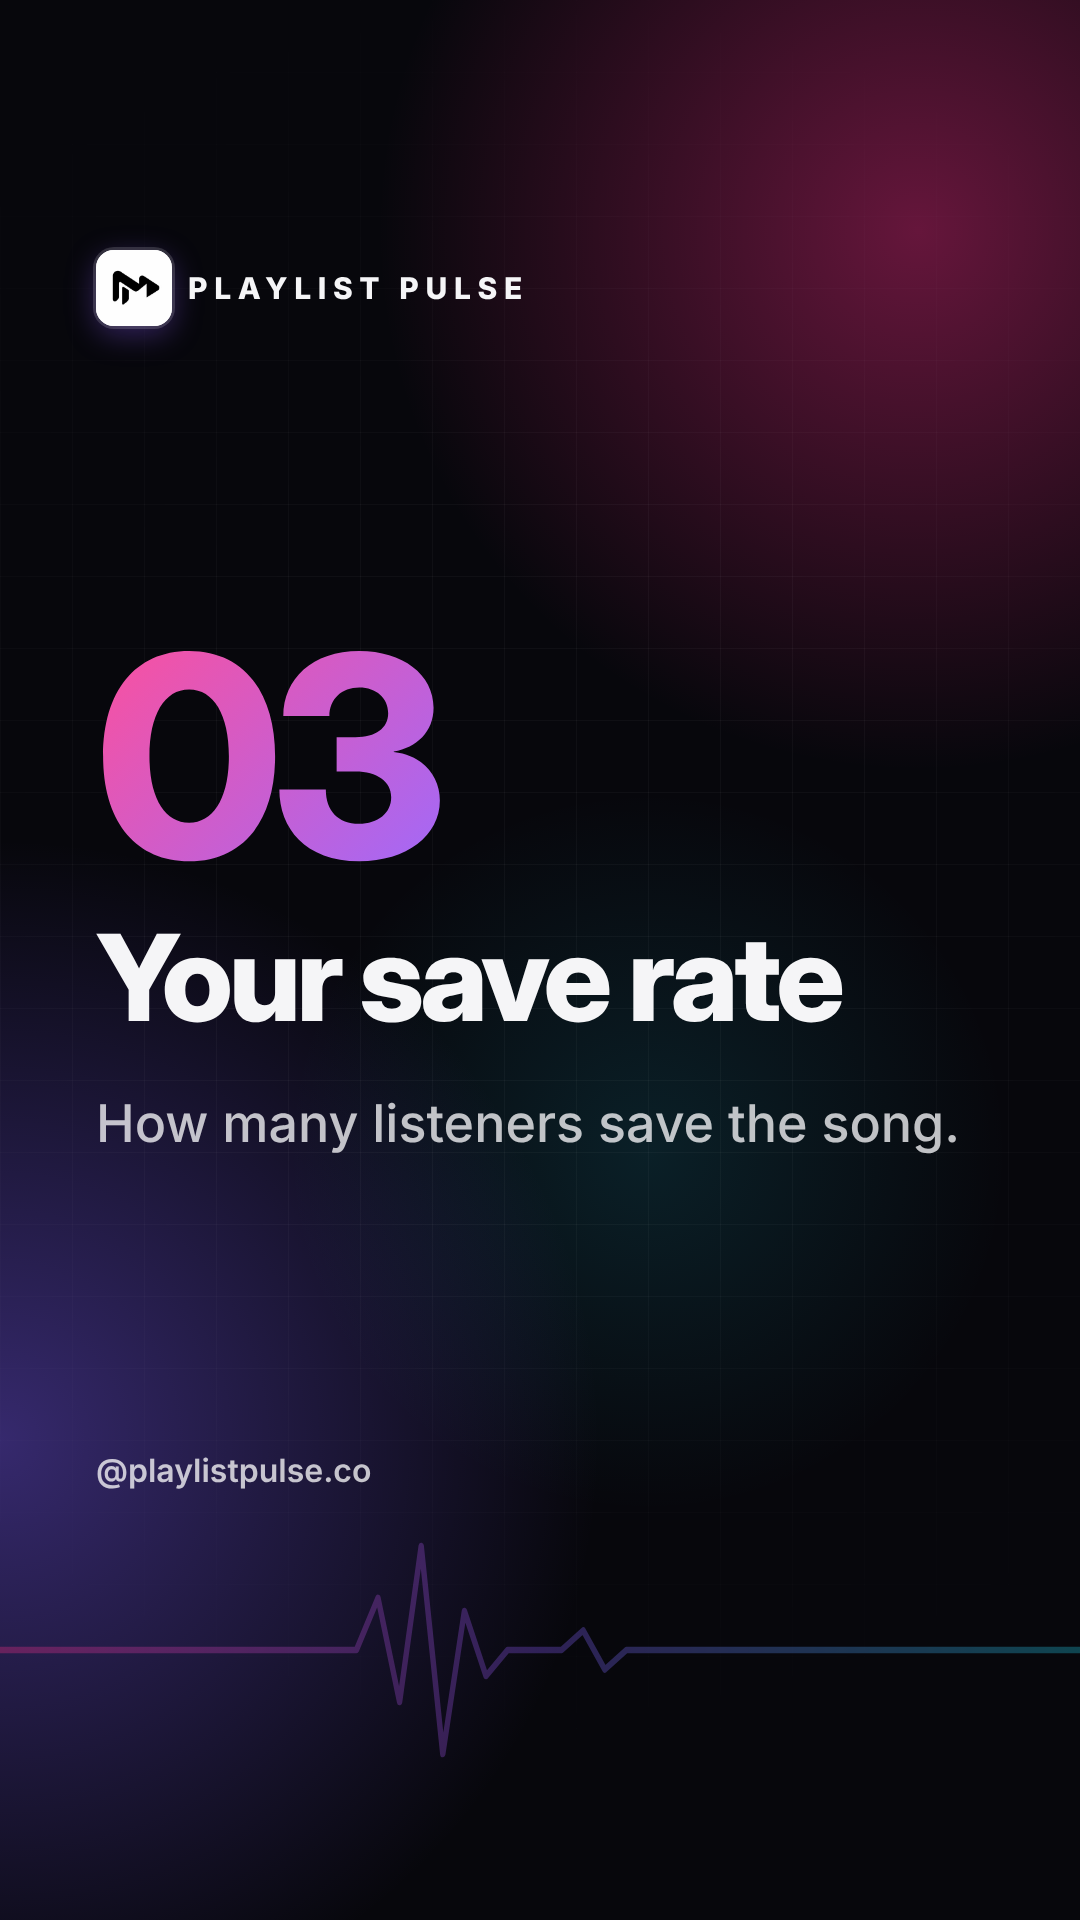 PLAYLIST PULSE
03
Your save rate
How many listeners save the song.
@playlistpulse.co